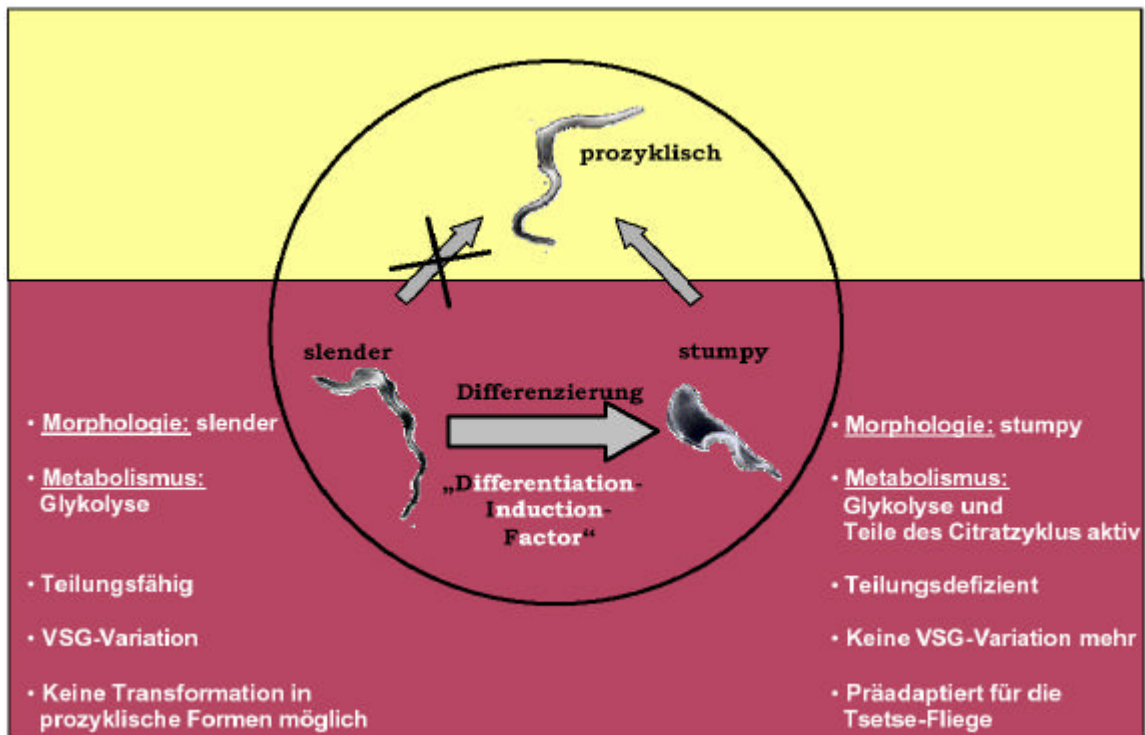 prozyklisch
slender
stumpy
Differenzierung
„Differentiation-
Induction-
Factor“
• Morphologie: slender
• Metabolismus:
Glykolyse
• Teilungsfähig
• VSG-Variation
• Keine Transformation in
prozyklische Formen möglich
• Morphologie: stumpy
• Metabolismus:
Glykolyse und
Teile des Citratzyklus aktiv
• Teilungsdefizient
• Keine VSG-Variation mehr
• Präadaptiert für die
Tsetse-Fliege